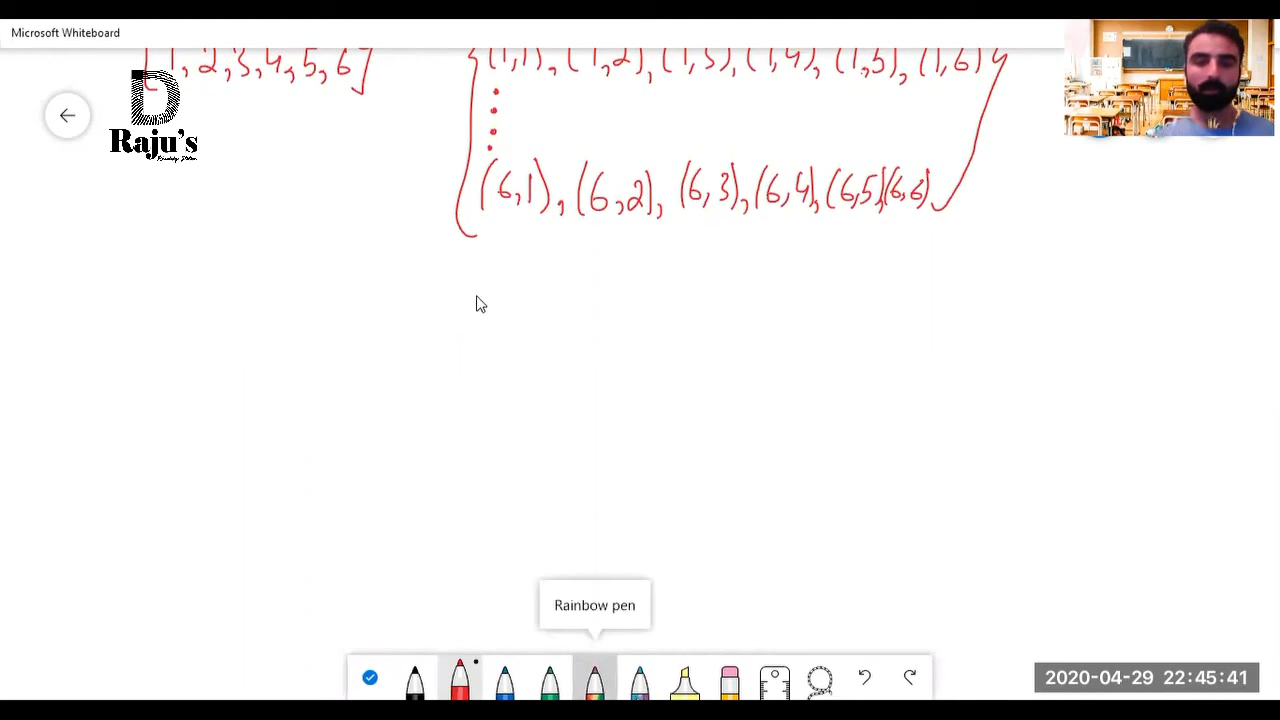 Microsoft Whiteboard
[1,2,3,4,5,6]
{(1,1), (1,2), (1,3), (1,4), (1,5), (1,6)
(6,1), (6,2), (6,3), (6,4), (6,5), (6,6)}
D
Raju's
Rainbow pen
2020-04-29 22:45:41